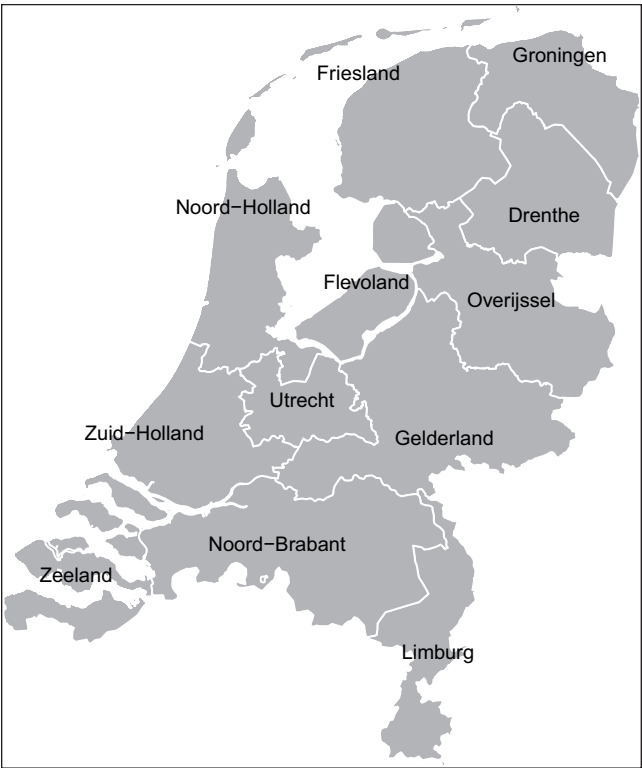 Groningen
Friesland
Noord−Holland
Drenthe
Flevoland
Overijssel
Utrecht
Zuid−Holland
Gelderland
Noord−Brabant
Zeeland
Limburg